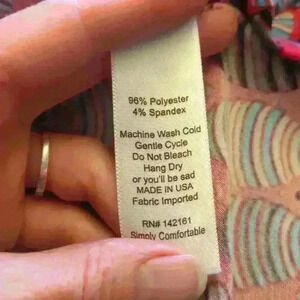 96% Polyester
4% Spandex
Machine Wash Cold
Gentle Cycle
Do Not Bleach
Hang Dry
or you'll be sad
MADE IN USA
Fabric Imported
RN# 142161
Simply Comfortable